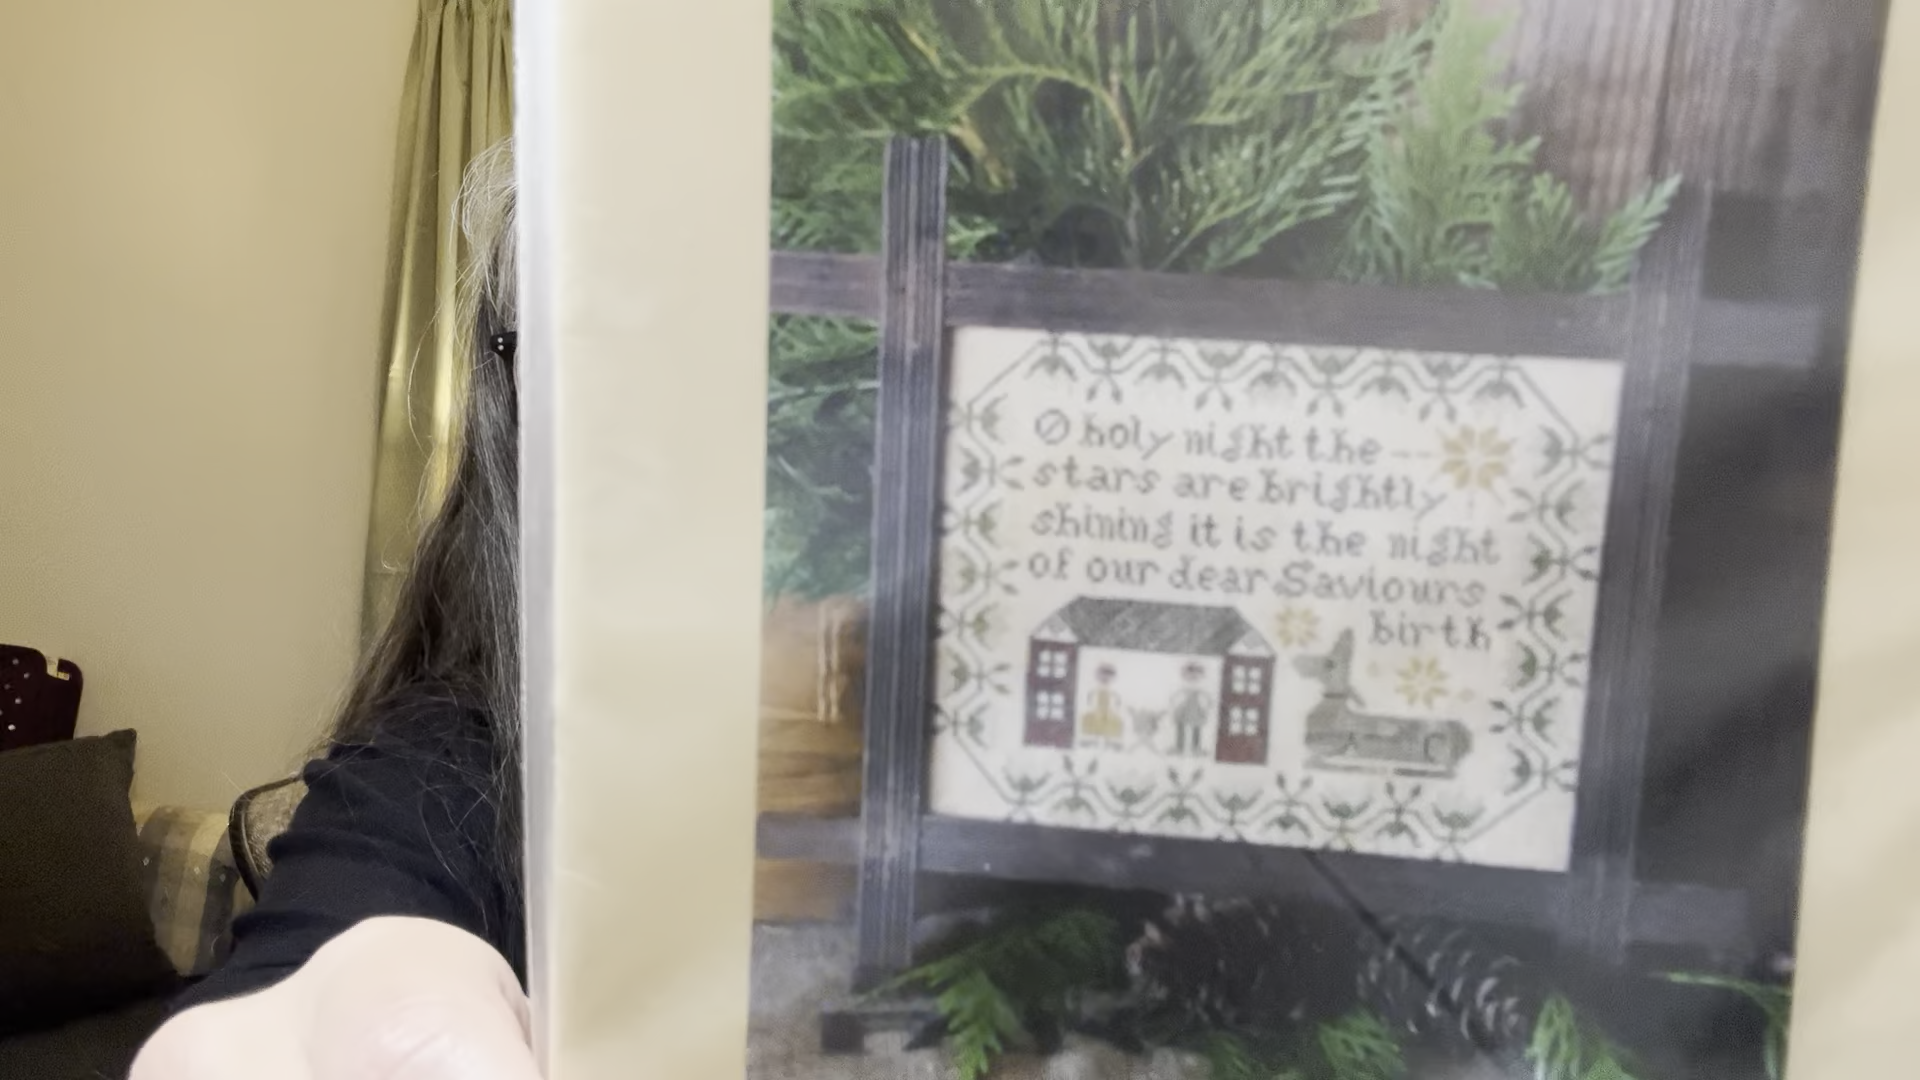 O holy night the
stars are brightly
shining it is the night
of our dear Saviours
birth